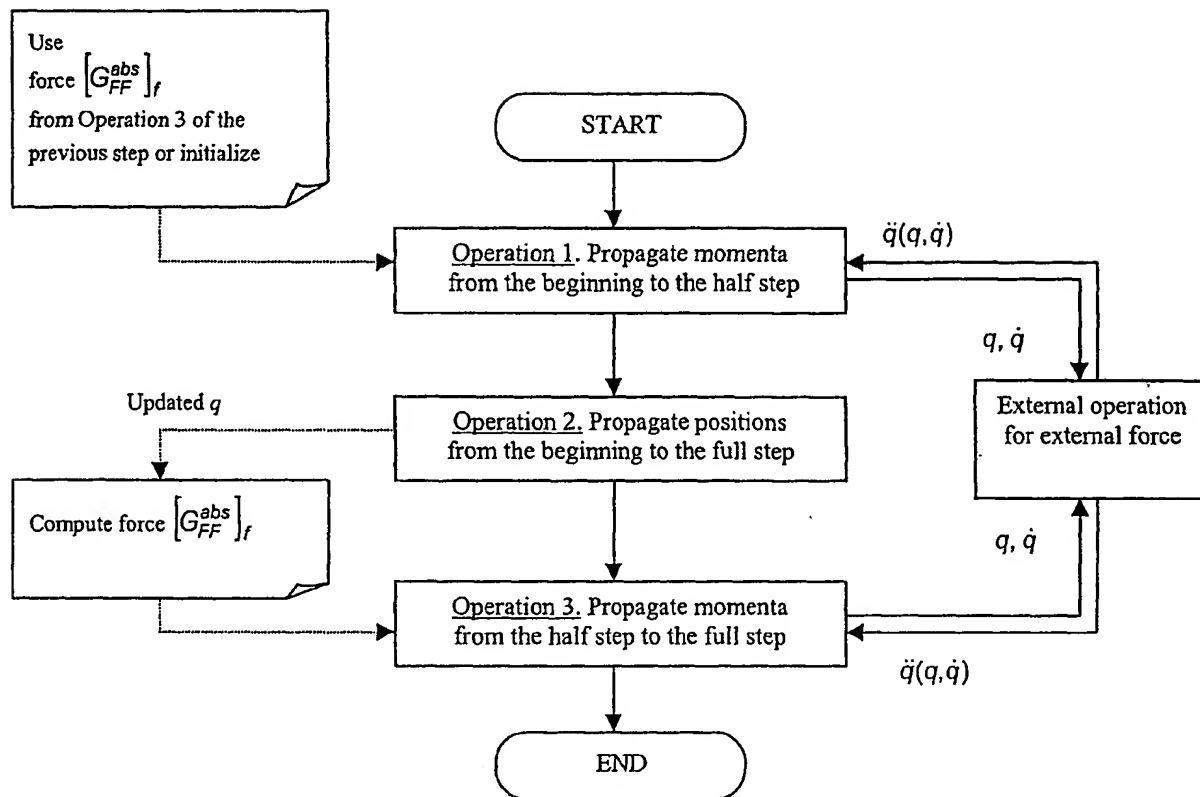 Use
force [G_FF^abs]_f
from Operation 3 of the
previous step or initialize
START
Operation 1. Propagate momenta
from the beginning to the half step
q̈(q,q̇)
q, q̇
Updated q
Operation 2. Propagate positions
from the beginning to the full step
External operation
for external force
Compute force [G_FF^abs]_f
q, q̇
Operation 3. Propagate momenta
from the half step to the full step
q̈(q,q̇)
END